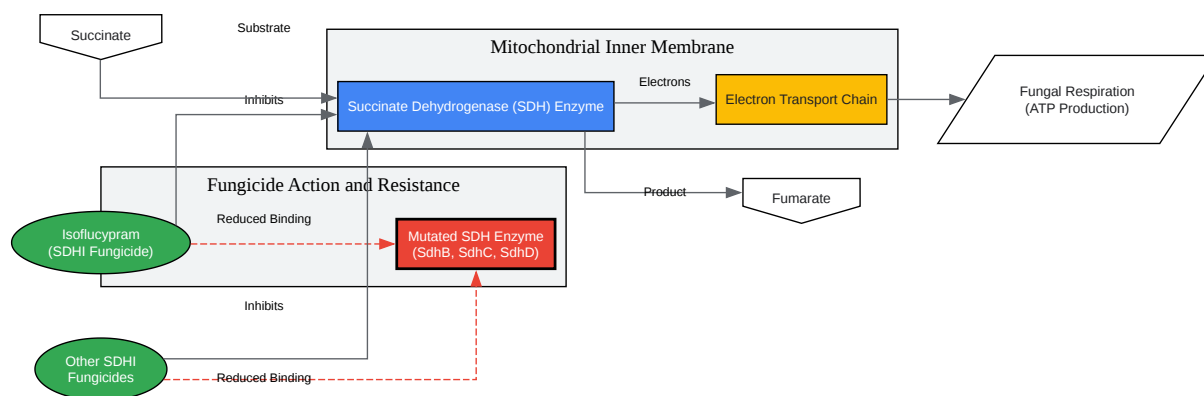 Substrate
Succinate
Mitochondrial Inner Membrane
Electrons
Inhibits
Succinate Dehydrogenase (SDH) Enzyme
Electron Transport Chain
Fungal Respiration
(ATP Production)
Fungicide Action and Resistance
Product
Fumarate
Reduced Binding
Isoflucypram
(SDHI Fungicide)
Mutated SDH Enzyme
(SdhB, SdhC, SdhD)
Inhibits
Other SDHI
Fungicides
Reduced Binding